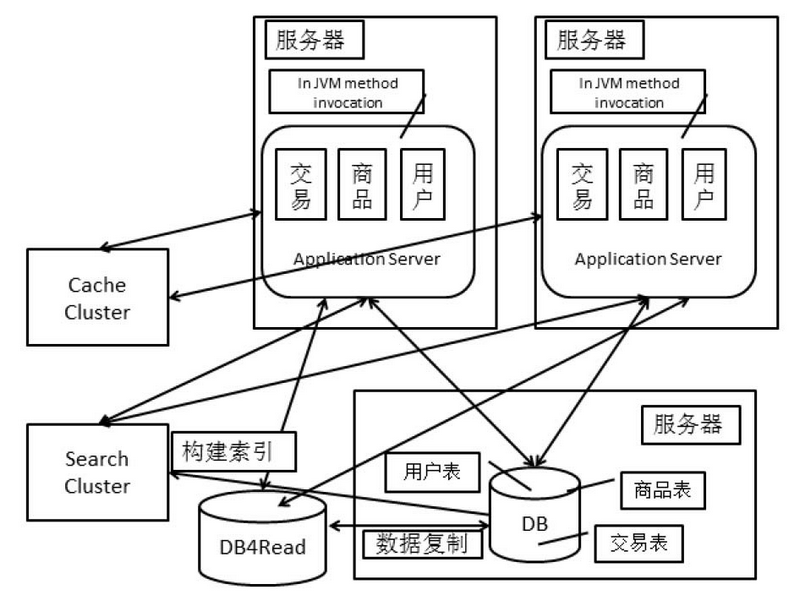 服务器
In JVM method
invocation
交易
商品
用户
Application Server
服务器
In JVM method
invocation
交易
商品
用户
Application Server
Cache
Cluster
Search
Cluster
构建索引
服务器
用户表
商品表
DB
交易表
DB4Read
数据复制